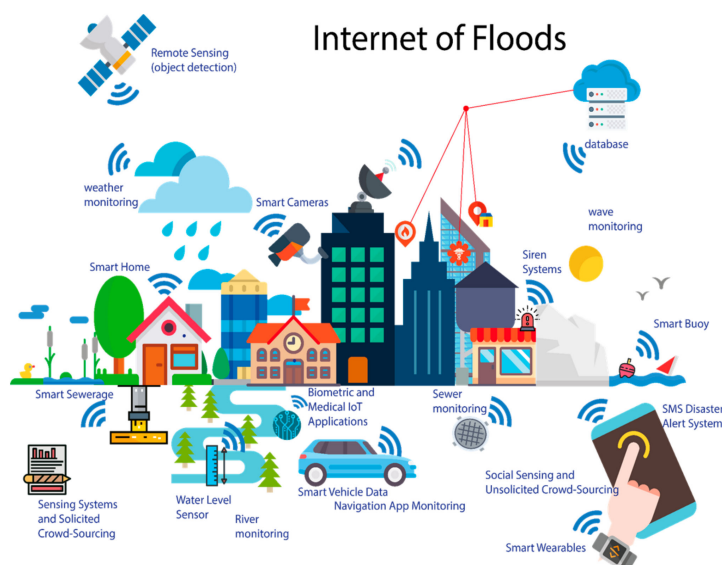 Internet of Floods
Remote Sensing
(object detection)
database
weather
monitoring
Smart Cameras
wave
monitoring
Siren
Systems
Smart Home
Smart Buoy
Smart Sewerage
Biometric and
Medical IoT
Applications
Sewer
monitoring
SMS Disaster
Alert System
Social Sensing and
Unsolicited Crowd-Sourcing
Sensing Systems
and Solicited
Crowd-Sourcing
Water Level
Sensor
River
monitoring
Smart Vehicle Data
Navigation App Monitoring
Smart Wearables